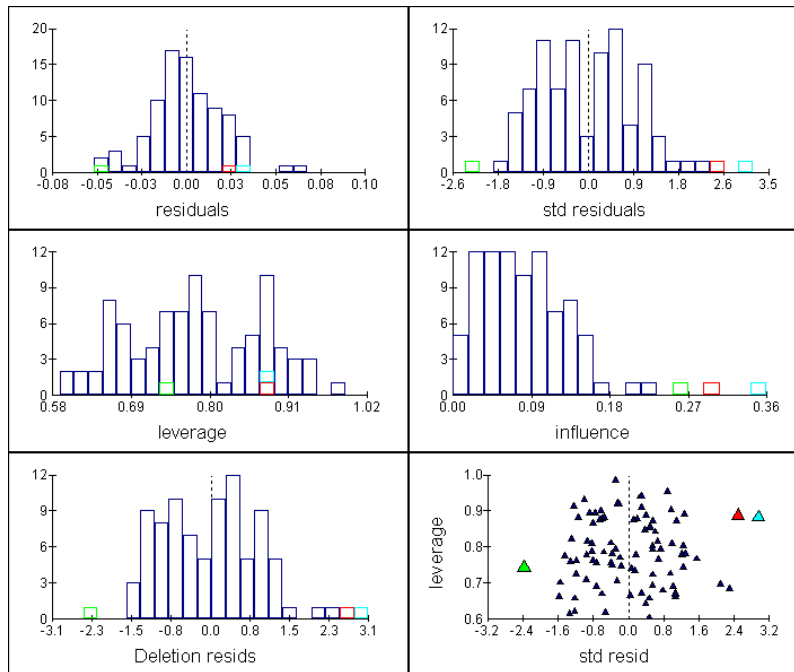 20
15
10
5
0
-0.08 -0.05 -0.03 0.00 0.03 0.05 0.08 0.10
residuals
12
9
6
3
0
-2.6 -1.8 -0.9 0.0 0.9 1.8 2.6 3.5
std residuals
12
9
6
3
0
0.58 0.69 0.80 0.91 1.02
leverage
12
9
6
3
0
0.00 0.09 0.18 0.27 0.36
influence
12
9
6
3
0
-3.1 -2.3 -1.5 -0.8 0.0 0.8 1.5 2.3 3.1
Deletion resids
1.0
0.9
0.8
0.7
0.6
leverage
-3.2 -2.4 -1.6 -0.8 0.0 0.8 1.6 2.4 3.2
std resid